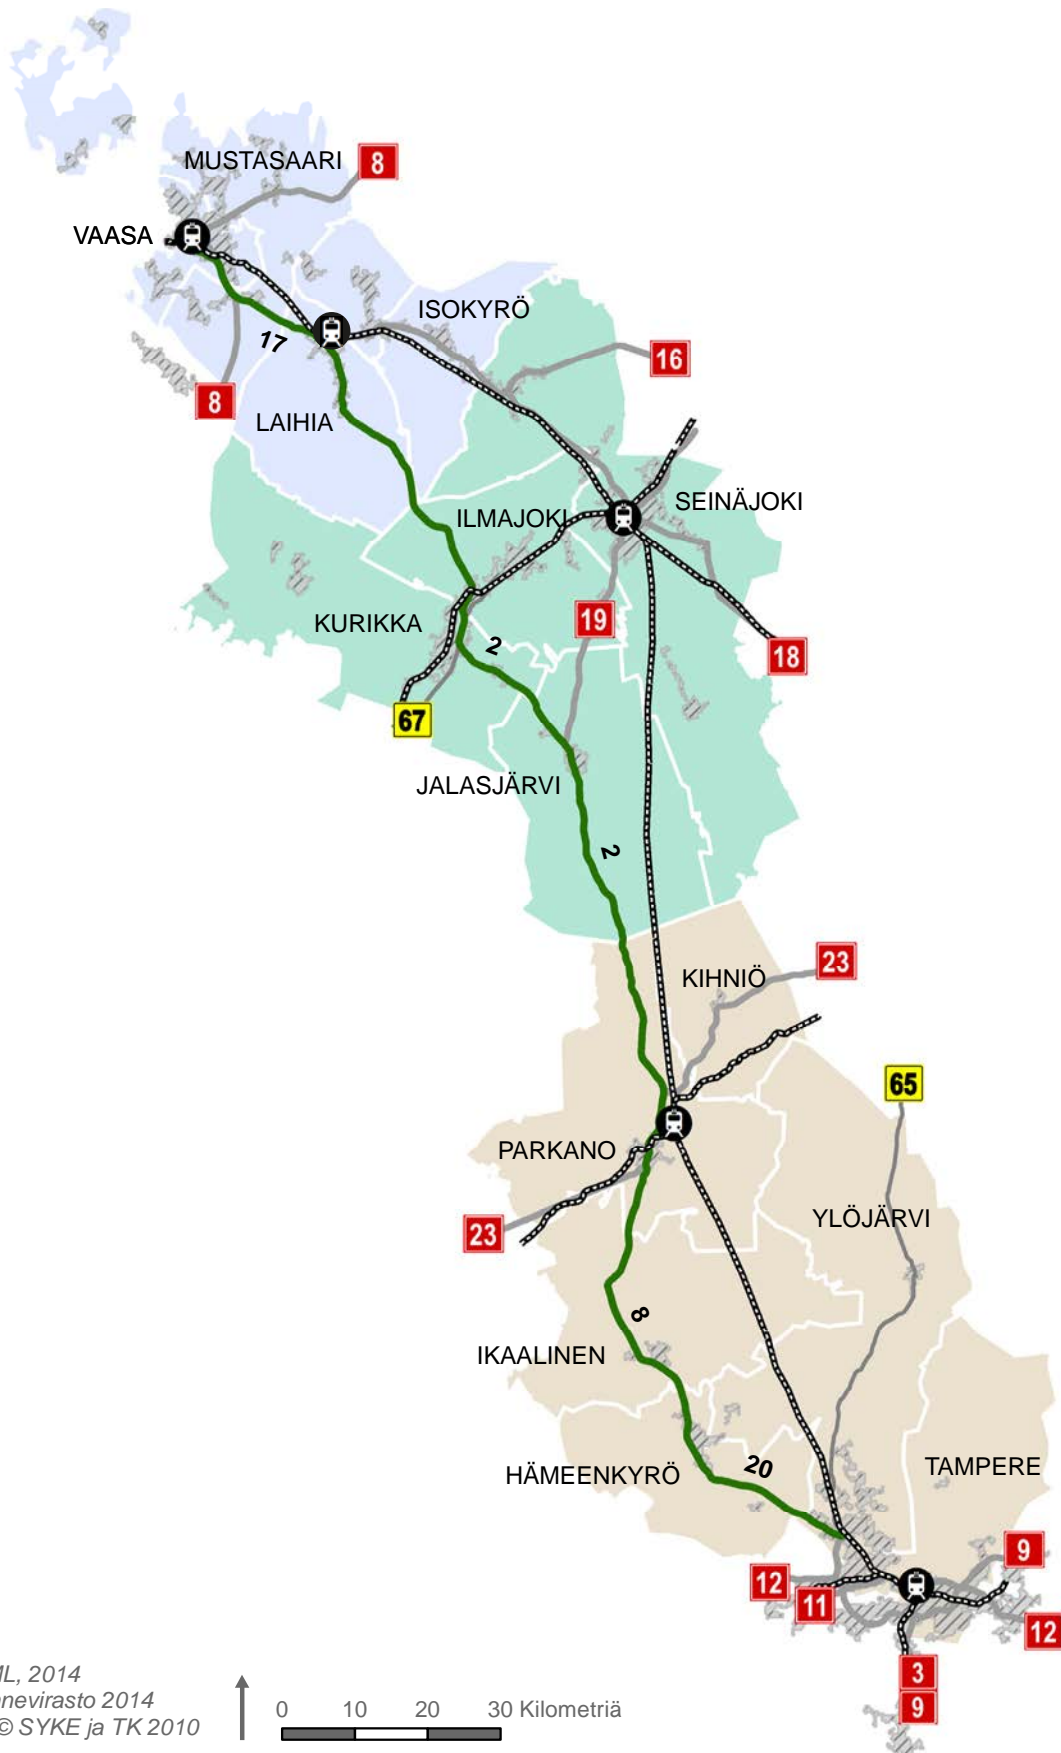 MUSTASAARI
8
VAASA
ISOKYRÖ
17
16
8
LAIHIA
SEINÄJOKI
ILMAJOKI
19
KURIKKA
2
18
67
JALASJÄRVI
2
KIHNIÖ
23
65
PARKANO
YLÖJÄRVI
23
8
IKAALINEN
TAMPERE
20
HÄMEENKYRÖ
9
12
11
12
3
9
ML, 2014
nevirasto 2014
© SYKE ja TK 2010
0 10 20 30 Kilometriä